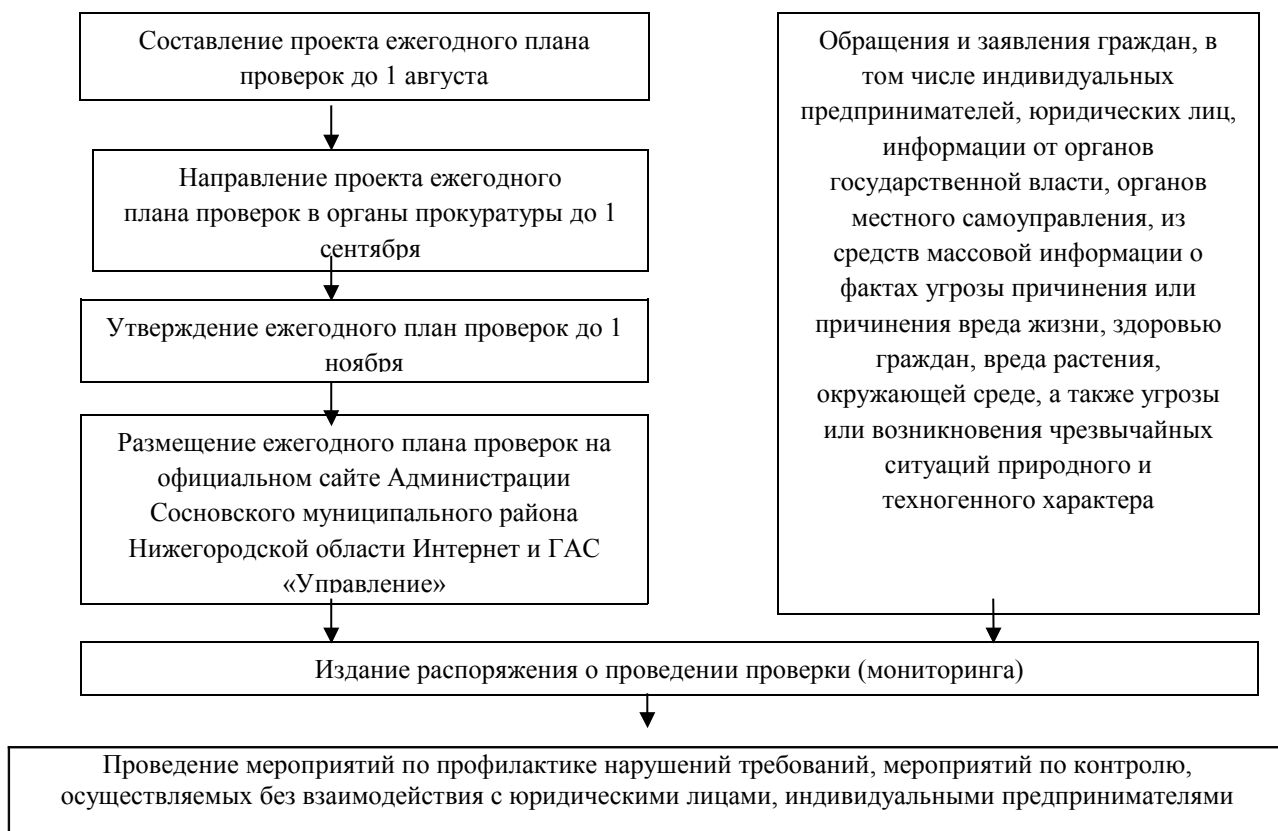 Составление проекта ежегодного плана
проверок до 1 августа
Направление проекта ежегодного
плана проверок в органы прокуратуры до 1
сентября
Утверждение ежегодного план проверок до 1
ноября
Размещение ежегодного плана проверок на
официальном сайте Администрации
Сосновского муниципального района
Нижегородской области Интернет и ГАС
«Управление»
Обращения и заявления граждан, в
том числе индивидуальных
предпринимателей, юридических лиц,
информации от органов
государственной власти, органов
местного самоуправления, из
средств массовой информации о
фактах угрозы причинения или
причинения вреда жизни, здоровью
граждан, вреда растения,
окружающей среде, а также угрозы
или возникновения чрезвычайных
ситуаций природного и
техногенного характера
Издание распоряжения о проведении проверки (мониторинга)
Проведение мероприятий по профилактике нарушений требований, мероприятий по контролю,
осуществляемых без взаимодействия с юридическими лицами, индивидуальными предпринимателями